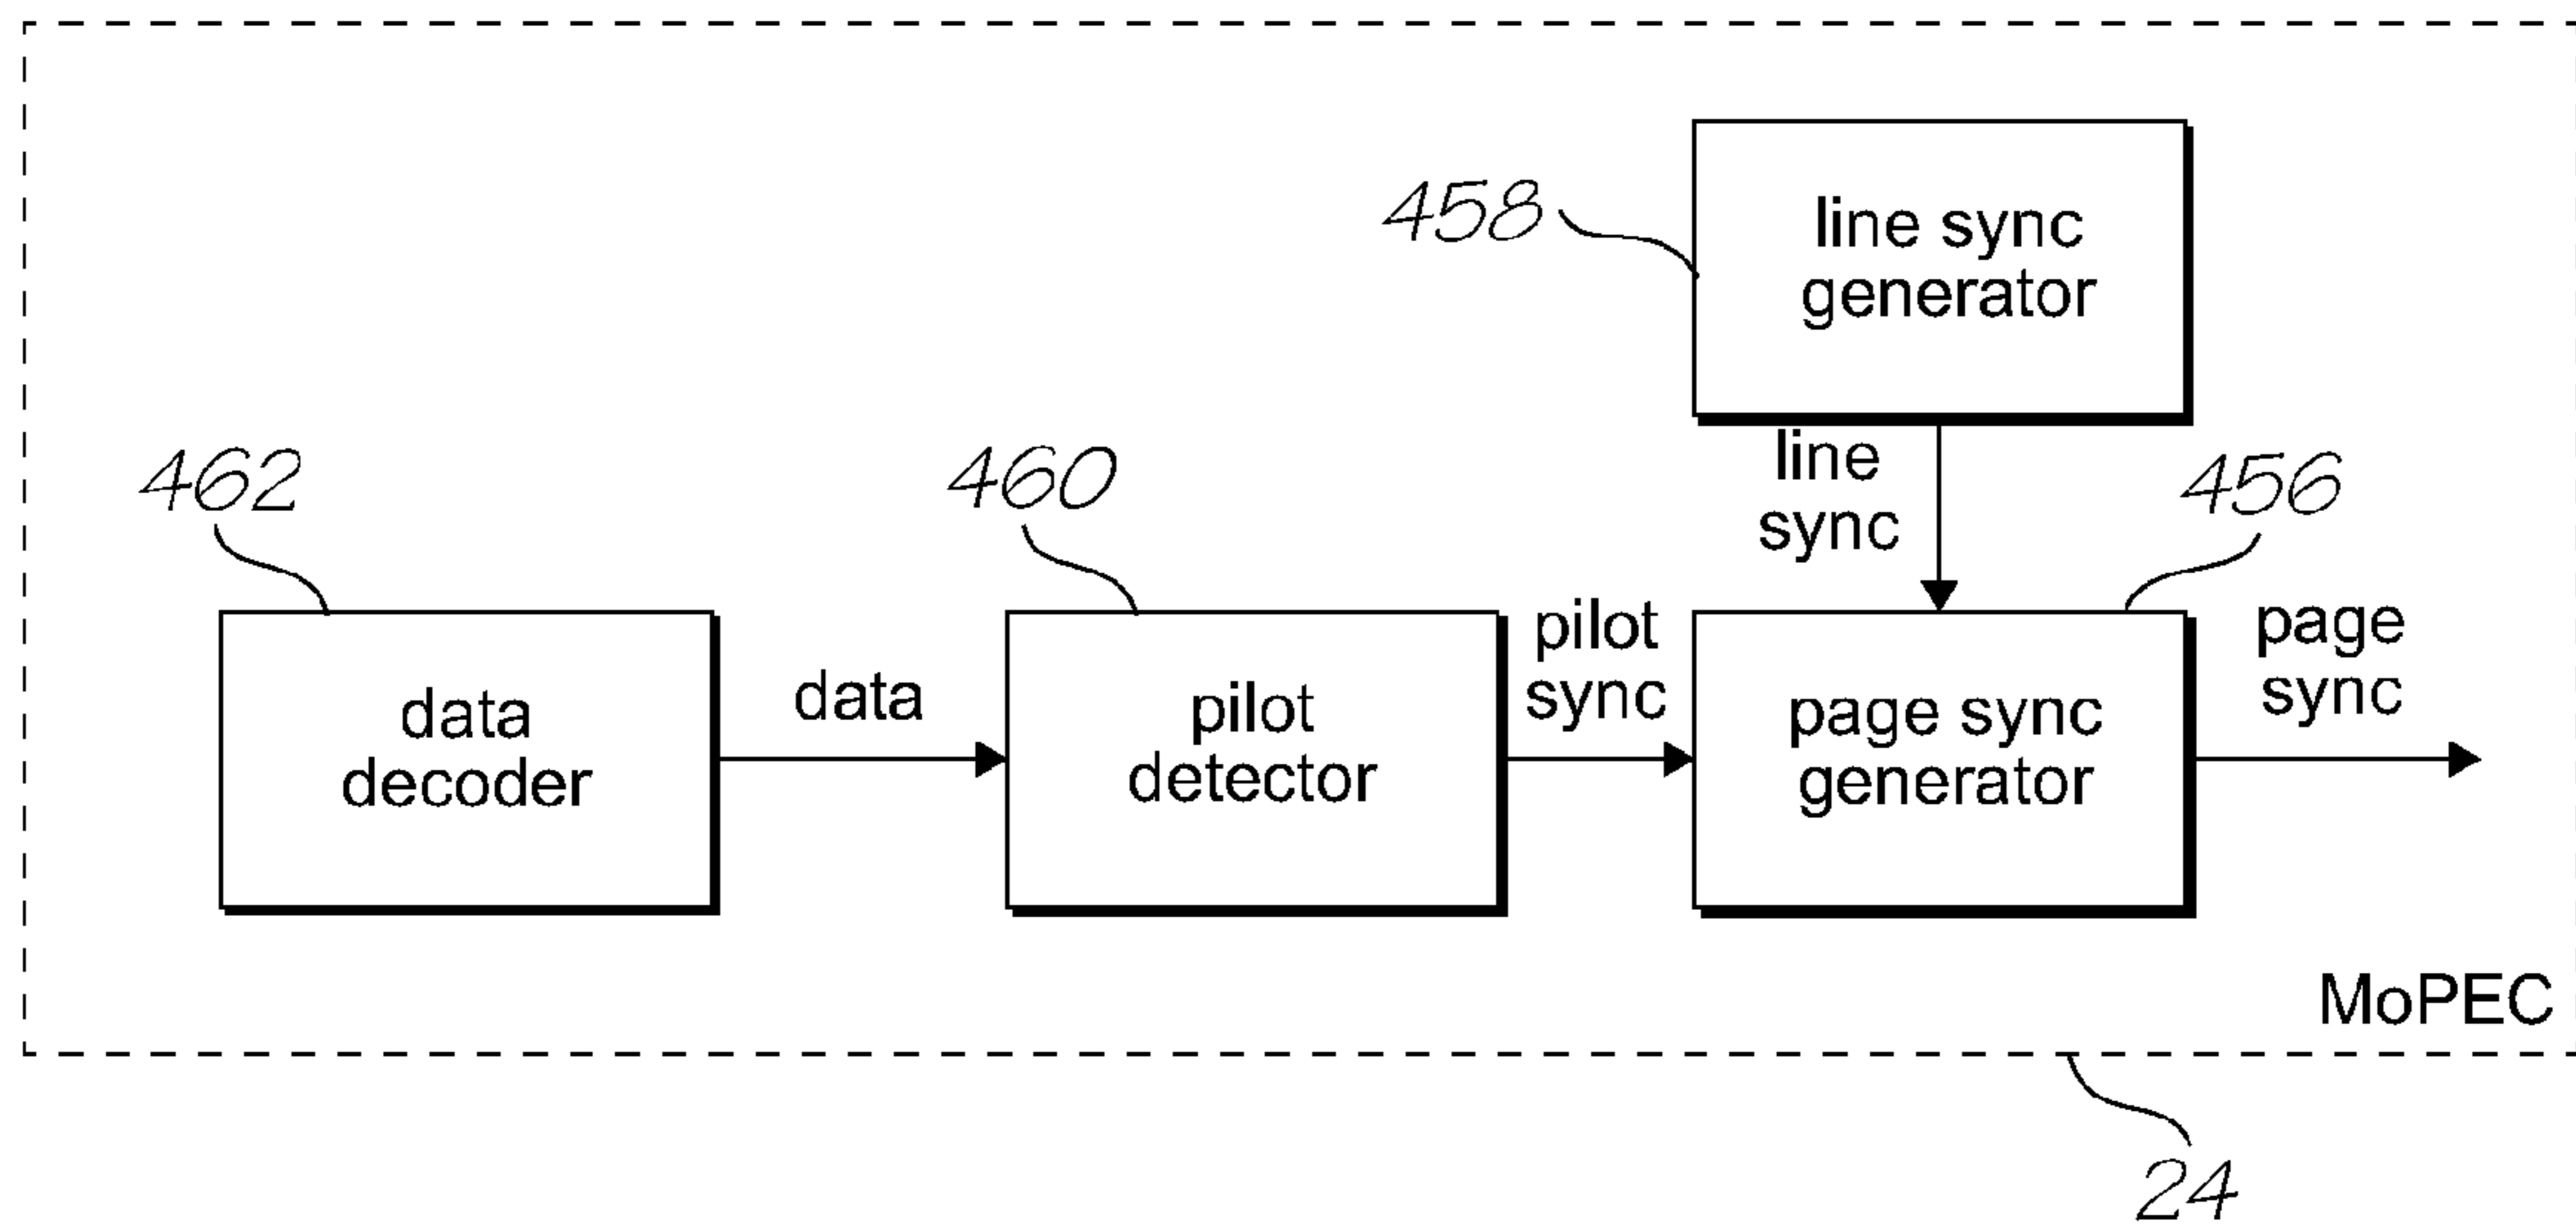 458
line sync
generator
line
sync
462
460
456
data
decoder
data
pilot
detector
pilot
sync
page sync
generator
page
sync
MoPEC
24